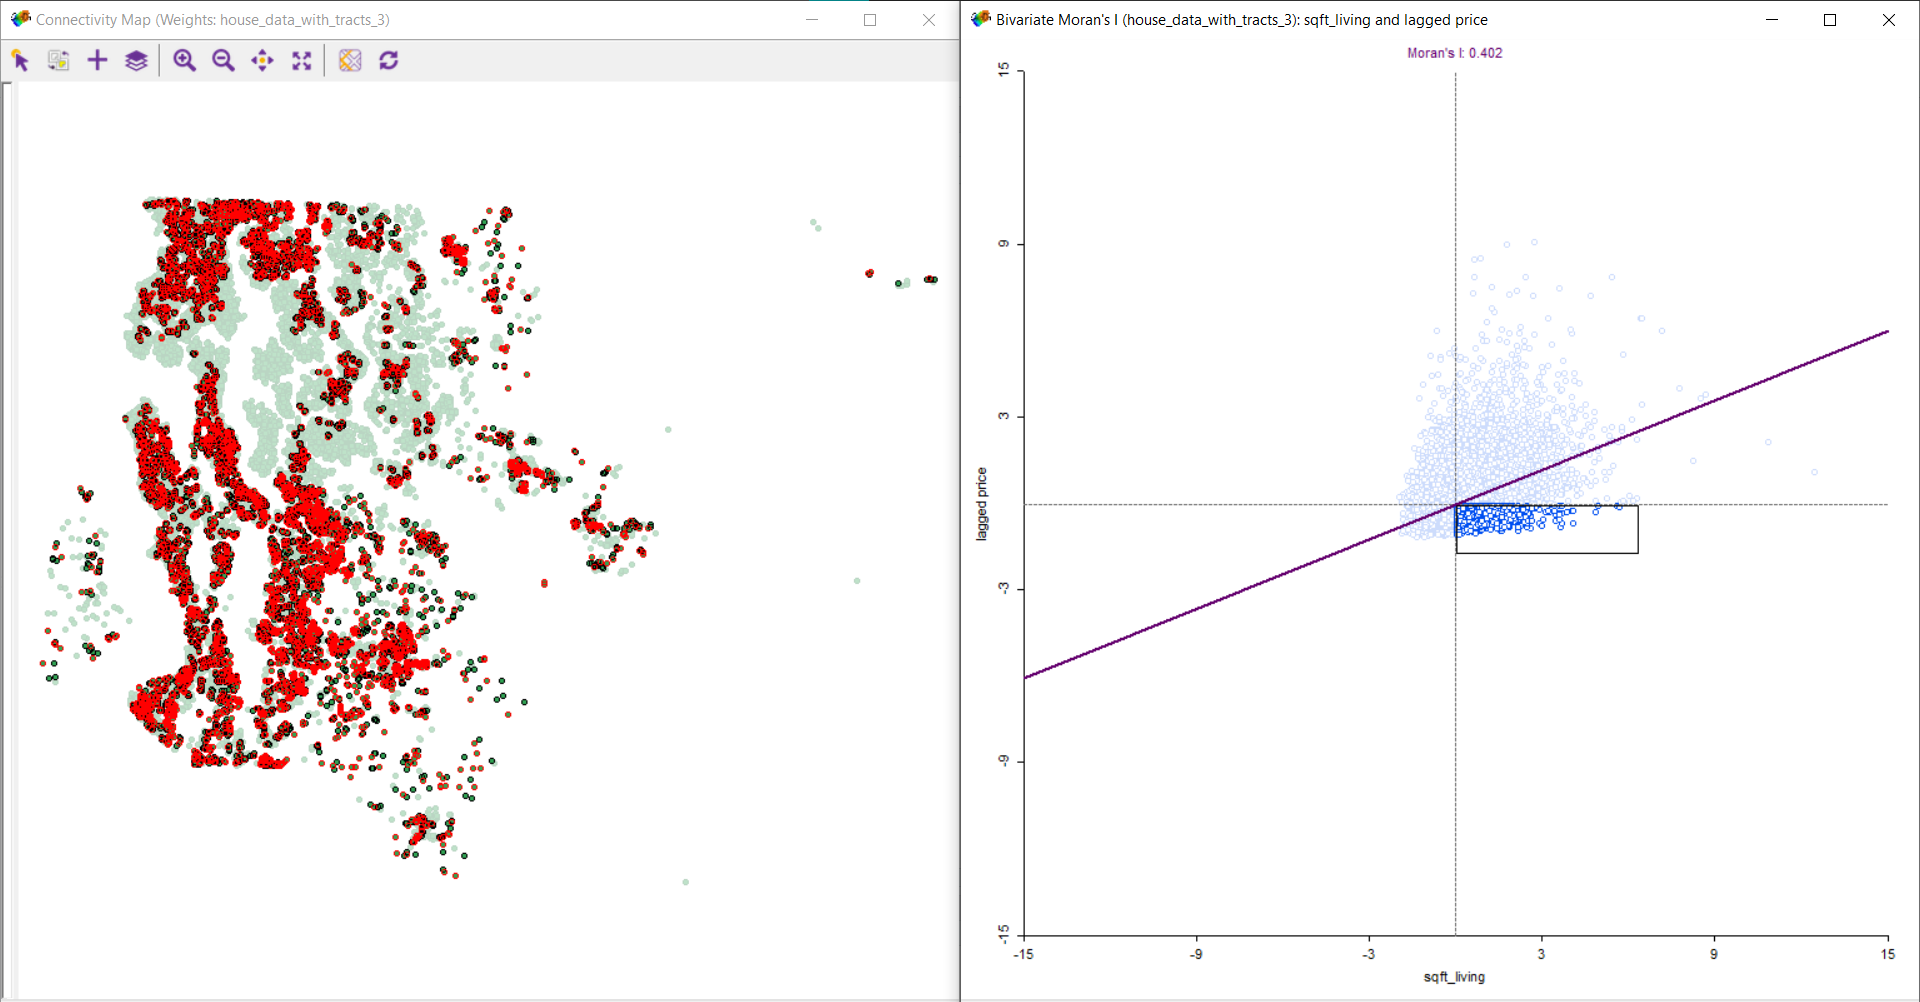 Connectivity Map (Weights: house_data_with_tracts_3)
Bivariate Moran's I (house_data_with_tracts_3): sqft_living and lagged price
Moran's I: 0.402
15
9
3
-3
-9
-15
lagged price
-15
-9
-3
3
9
15
sqft_living